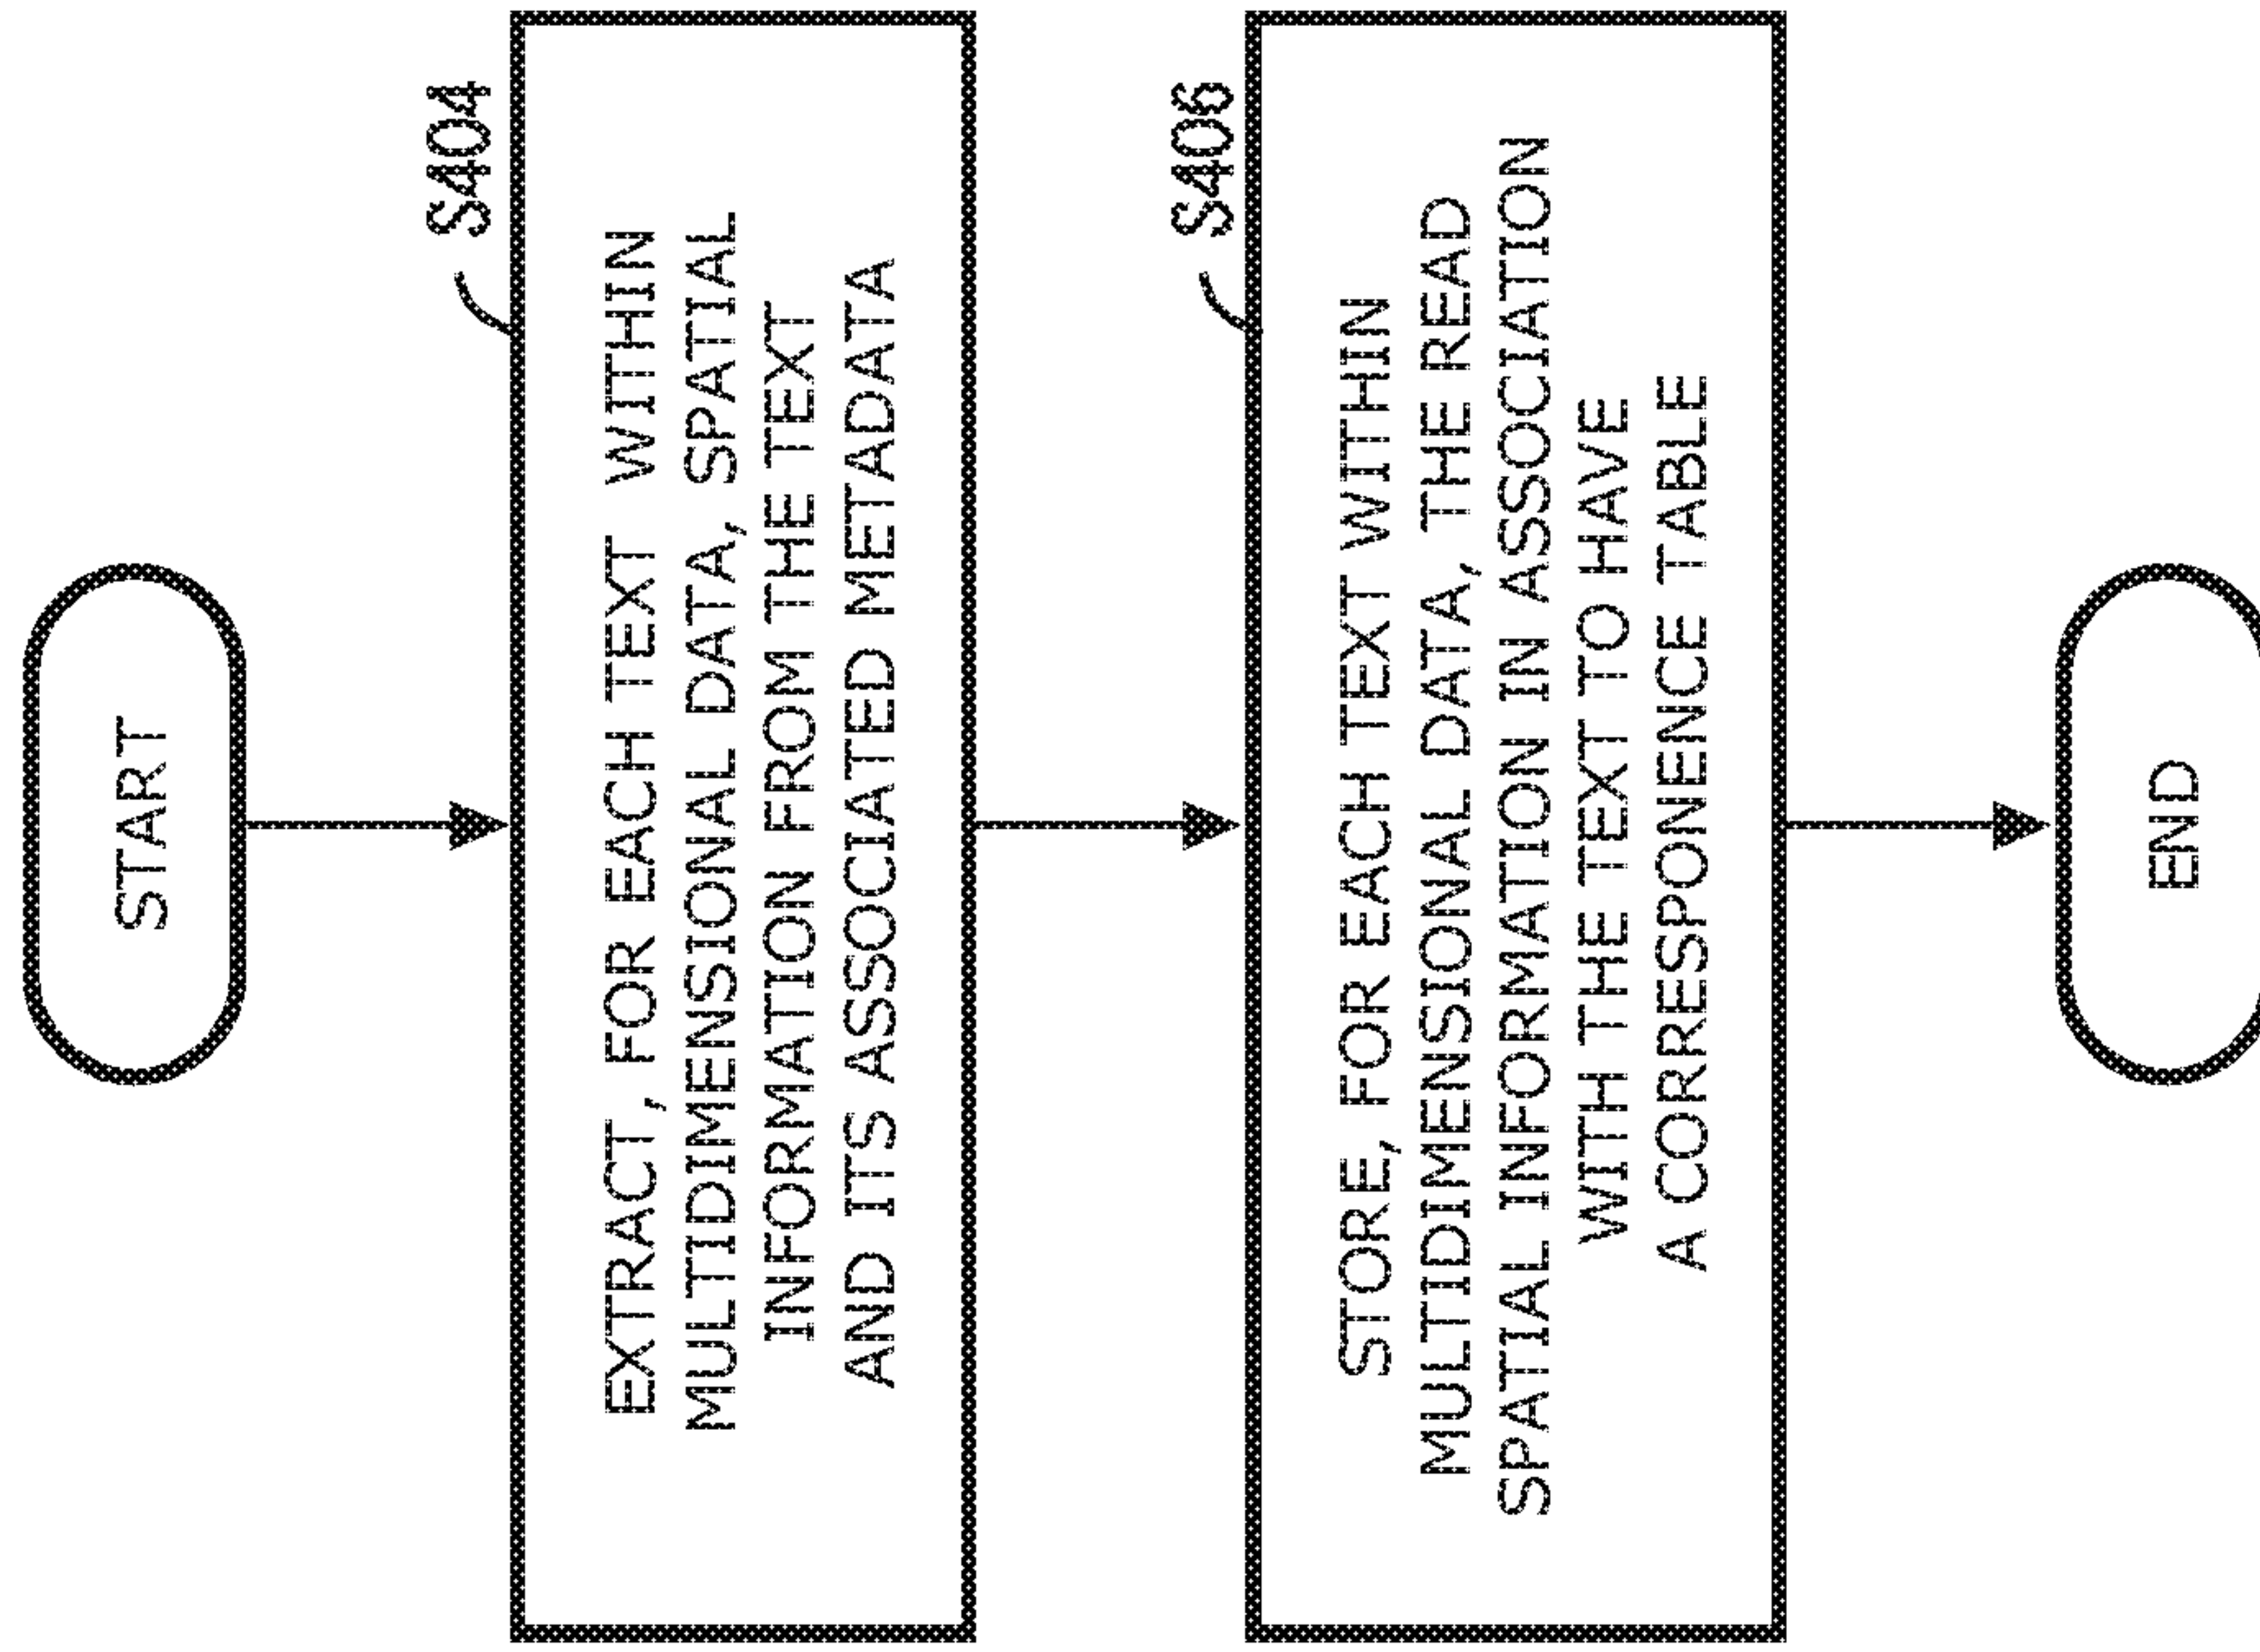 START
S404
EXTRACT, FOR EACH TEXT WITHIN
MULTIDIMENSIONAL DATA, SPATIAL
INFORMATION FROM THE TEXT
AND ITS ASSOCIATED METADATA
S406
STORE, FOR EACH TEXT WITHIN
MULTIDIMENSIONAL DATA, THE READ
SPATIAL INFORMATION IN ASSOCIATION
WITH THE TEXT TO HAVE
A CORRESPONENCE TABLE
END